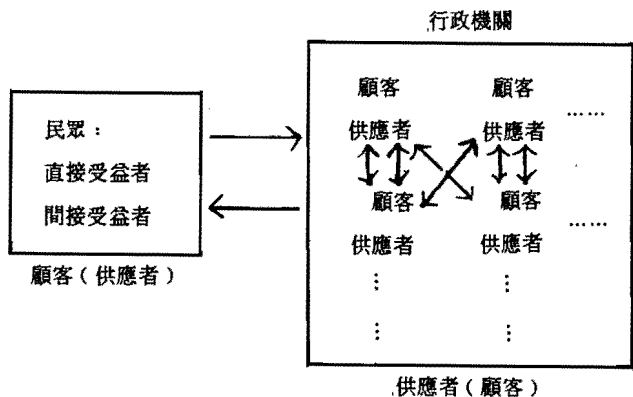 行政機關
民眾：
直接受益者
間接受益者
顧客（供應者）
顧客 顧客
供應者 供應者 ……
顧客 顧客
供應者 供應者 ……
⋮ ⋮
⋮ ⋮
供應者（顧客）